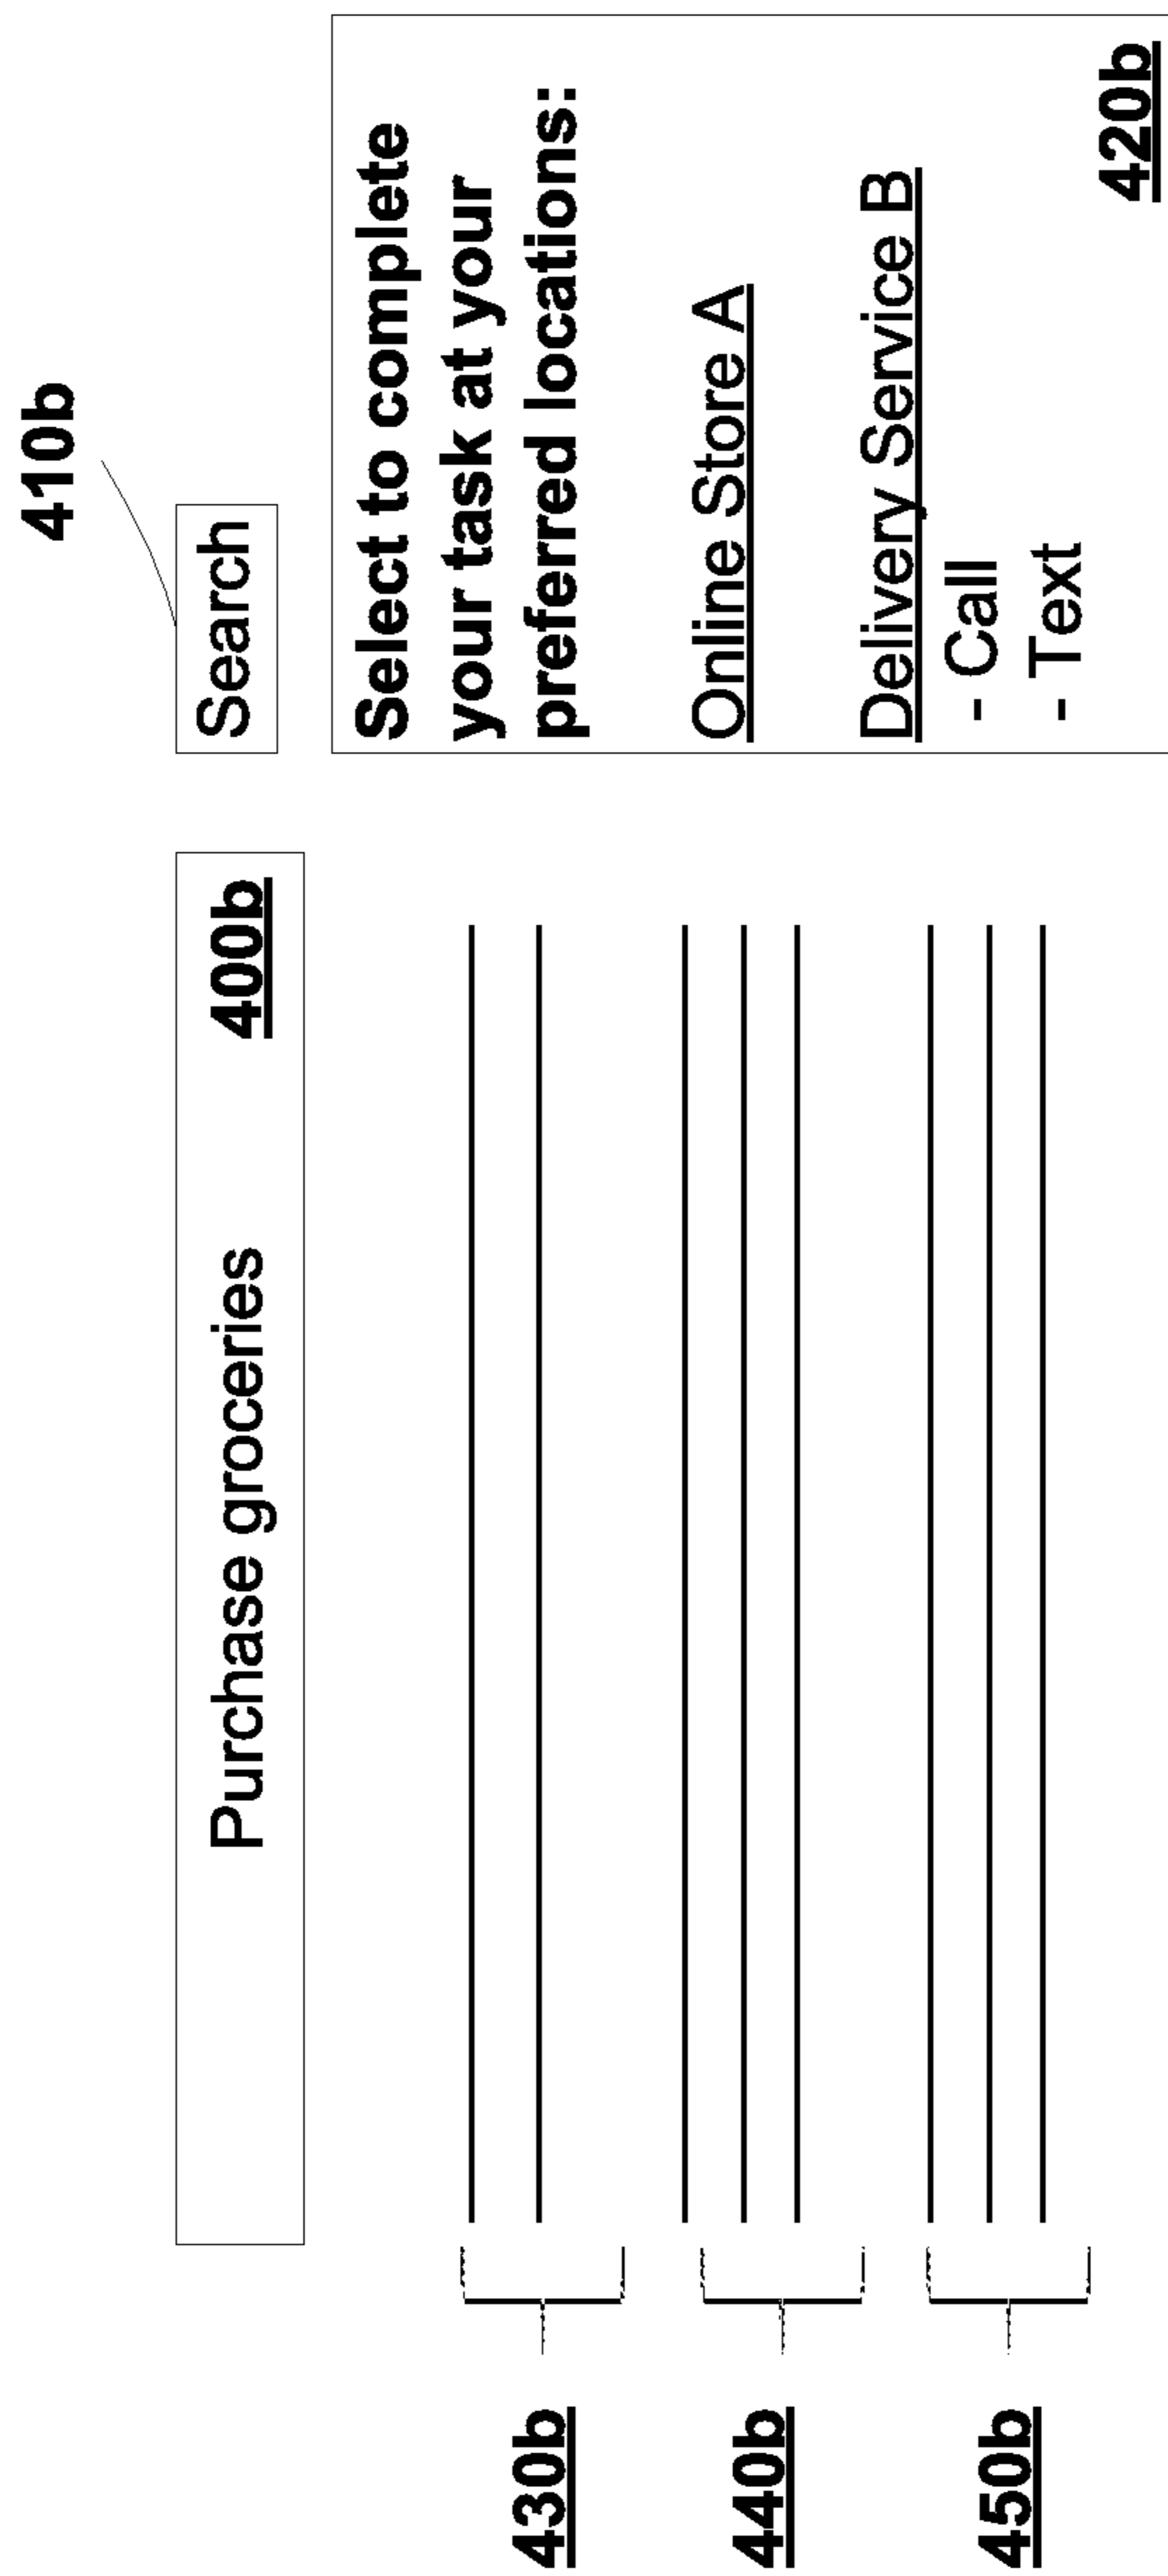 410b
Purchase groceries
400b
Search
Select to complete
your task at your
preferred locations:
Online Store A
Delivery Service B
- Call
- Text
420b
430b
440b
450b